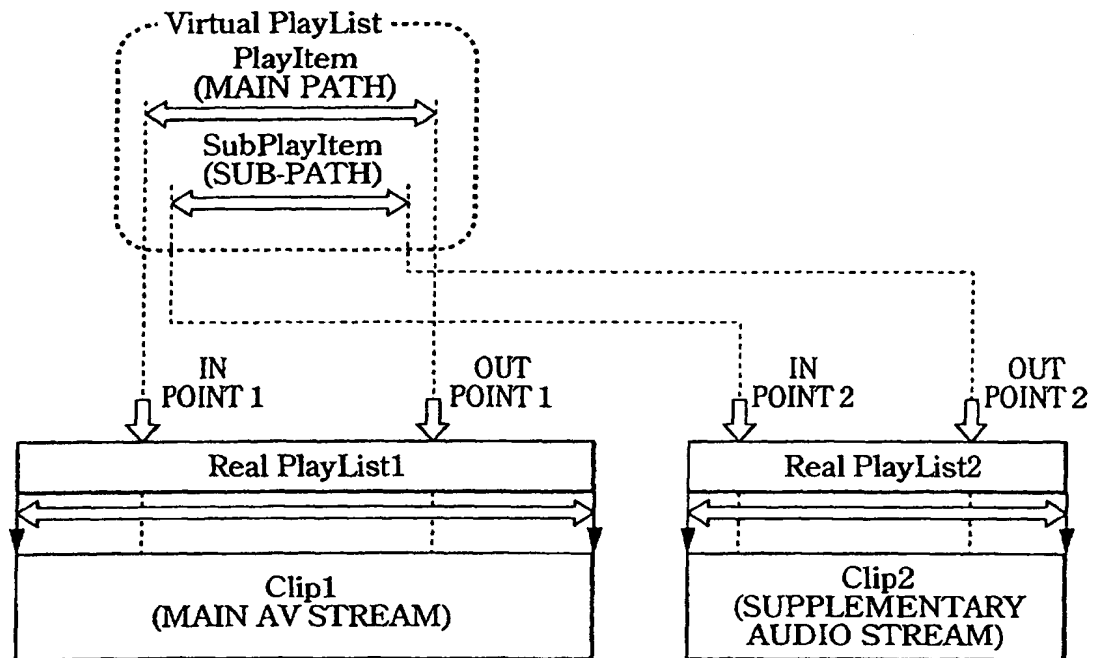 Virtual PlayList
PlayItem
(MAIN PATH)
SubPlayItem
(SUB-PATH)
IN
POINT 1
OUT
POINT 1
IN
POINT 2
OUT
POINT 2
Real PlayList1
Real PlayList2
Clip1
(MAIN AV STREAM)
Clip2
(SUPPLEMENTARY
AUDIO STREAM)